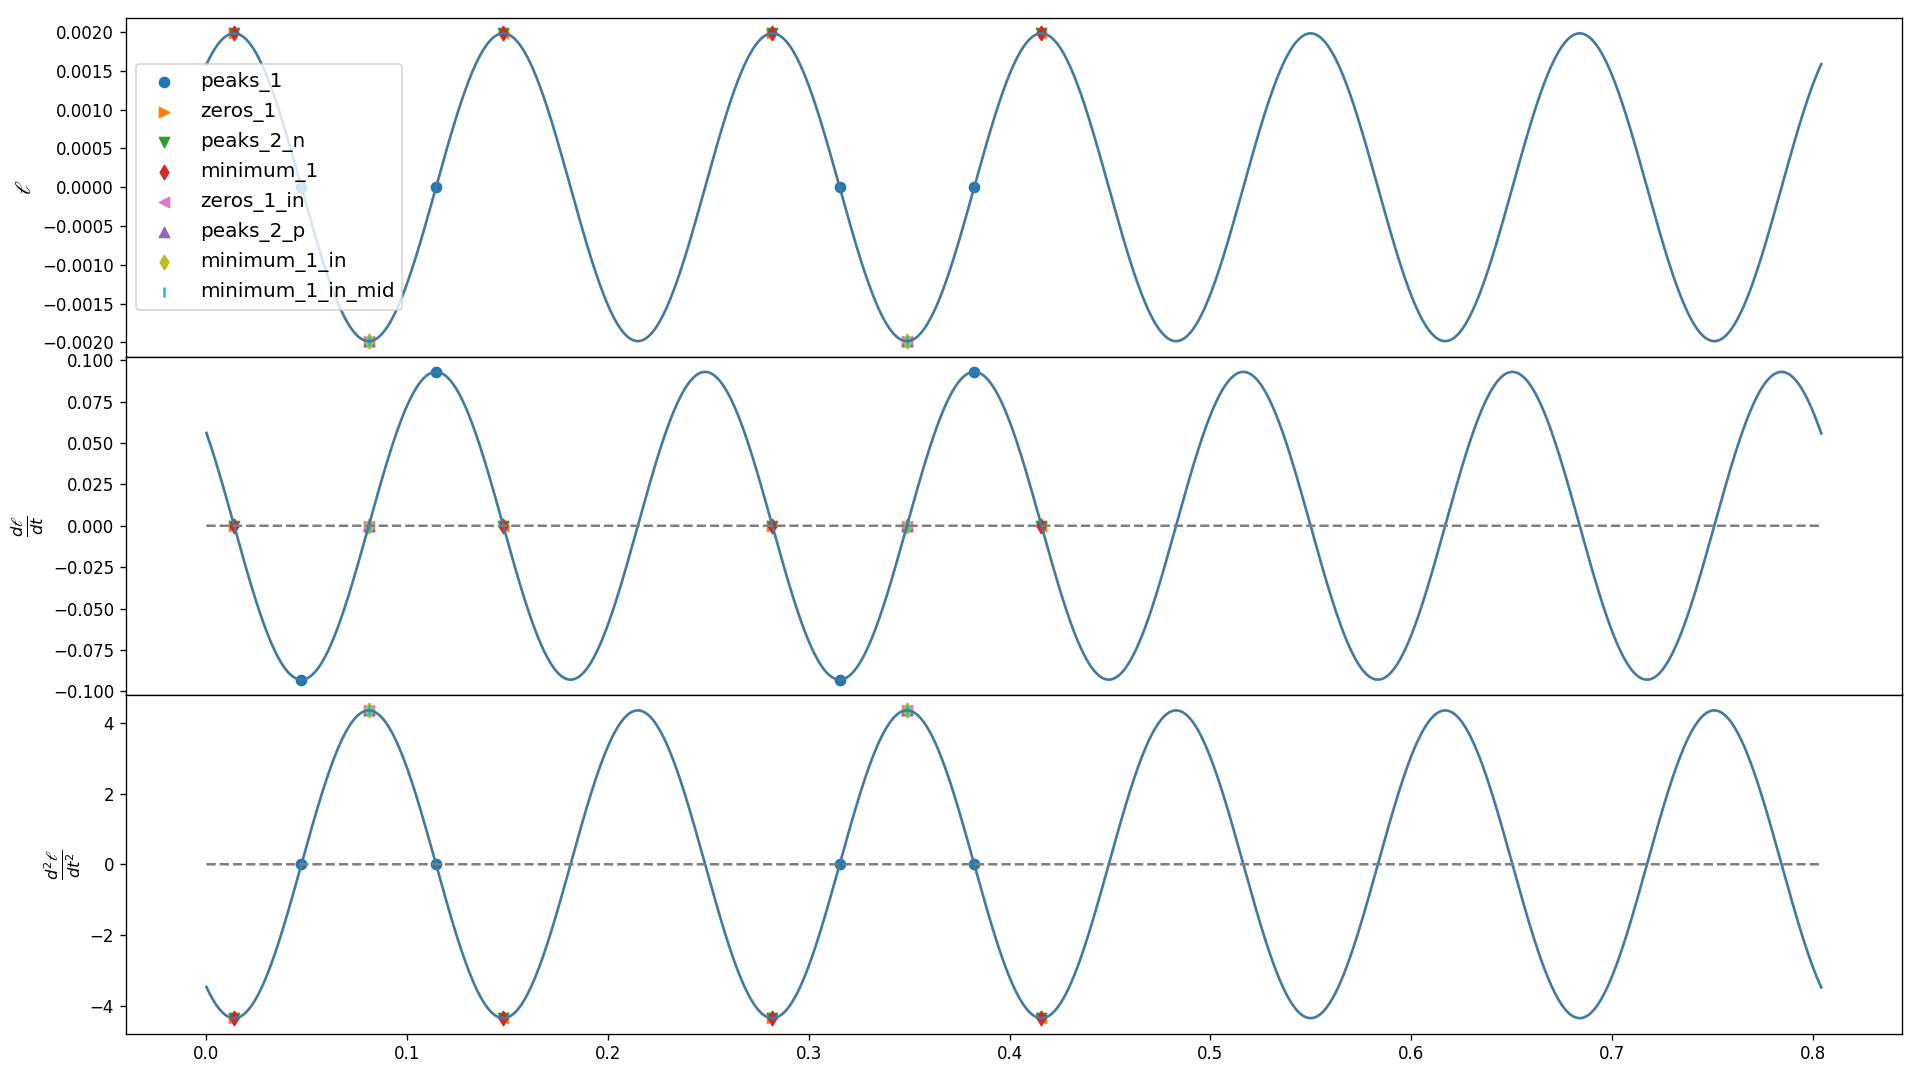 0.0020
0.0015
0.0010
0.0005
0.0000
−0.0005
−0.0010
−0.0015
−0.0020
ℓ
peaks_1
zeros_1
peaks_2_n
minimum_1
zeros_1_in
peaks_2_p
minimum_1_in
minimum_1_in_mid
0.100
0.075
0.050
0.025
0.000
−0.025
−0.050
−0.075
−0.100
dℓ
dt
4
2
0
−2
−4
d²ℓ
dt²
0.0 0.1 0.2 0.3 0.4 0.5 0.6 0.7 0.8